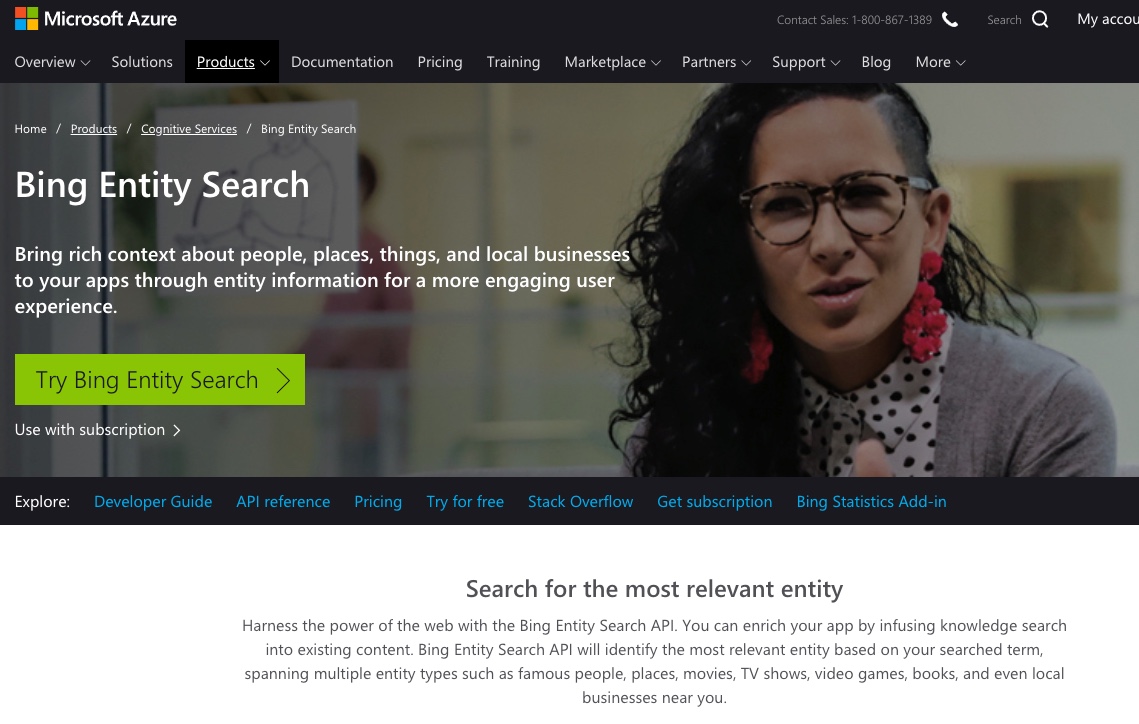 Microsoft Azure
Contact Sales: 1-800-867-1389 Search My accou
Overview Solutions Products Documentation Pricing Training Marketplace Partners Support Blog More
Home / Products / Cognitive Services / Bing Entity Search
Bing Entity Search
Bring rich context about people, places, things, and local businesses
to your apps through entity information for a more engaging user
experience.
Try Bing Entity Search
Use with subscription
Explore: Developer Guide API reference Pricing Try for free Stack Overflow Get subscription Bing Statistics Add-in
Search for the most relevant entity
Harness the power of the web with the Bing Entity Search API. You can enrich your app by infusing knowledge search
into existing content. Bing Entity Search API will identify the most relevant entity based on your searched term,
spanning multiple entity types such as famous people, places, movies, TV shows, video games, books, and even local
businesses near you.